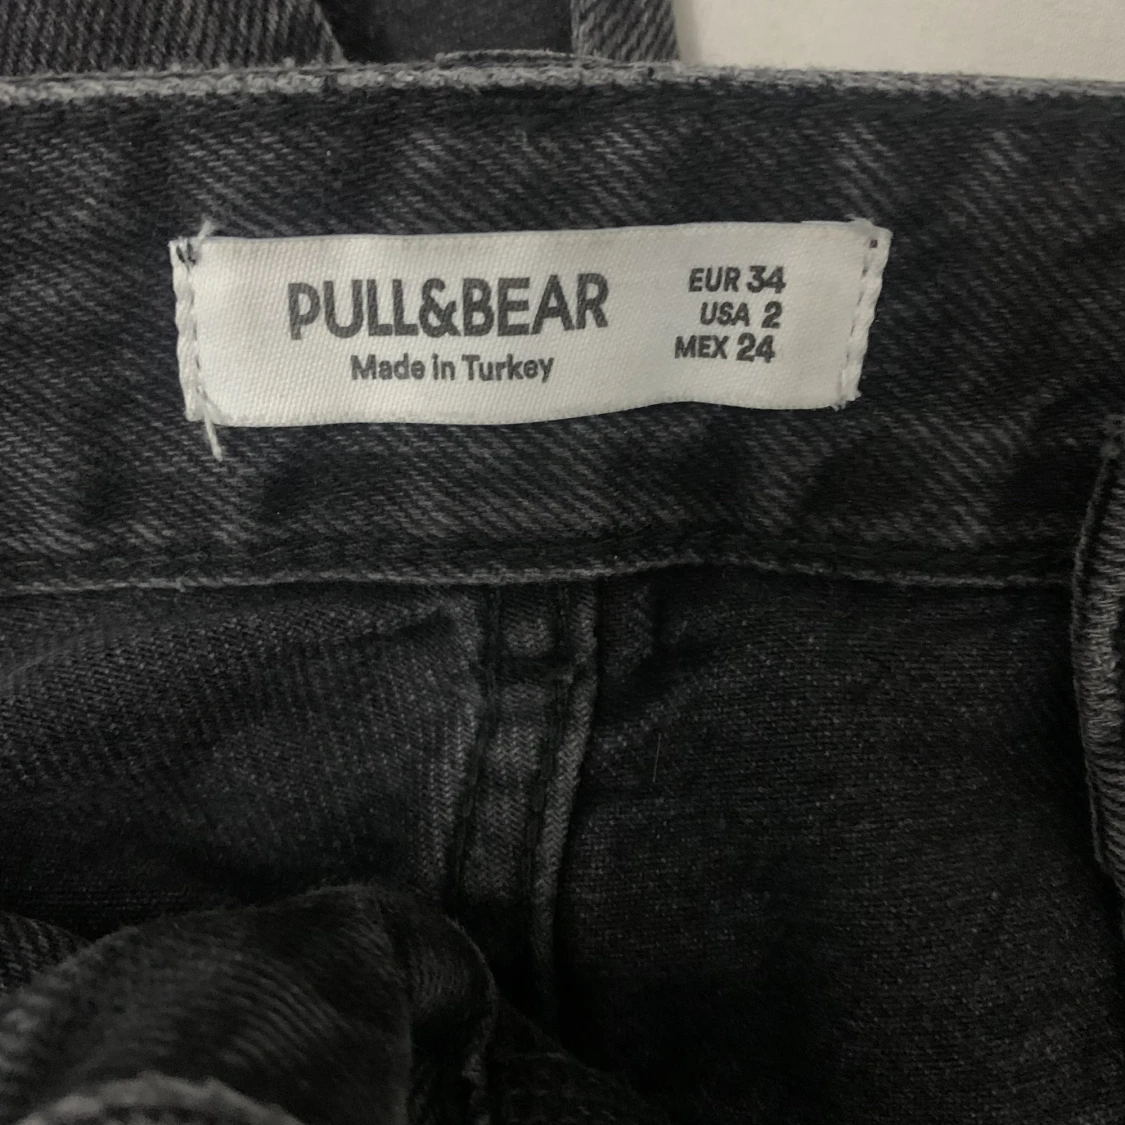 PULL&BEAR
Made in Turkey
EUR 34
USA 2
MEX 24